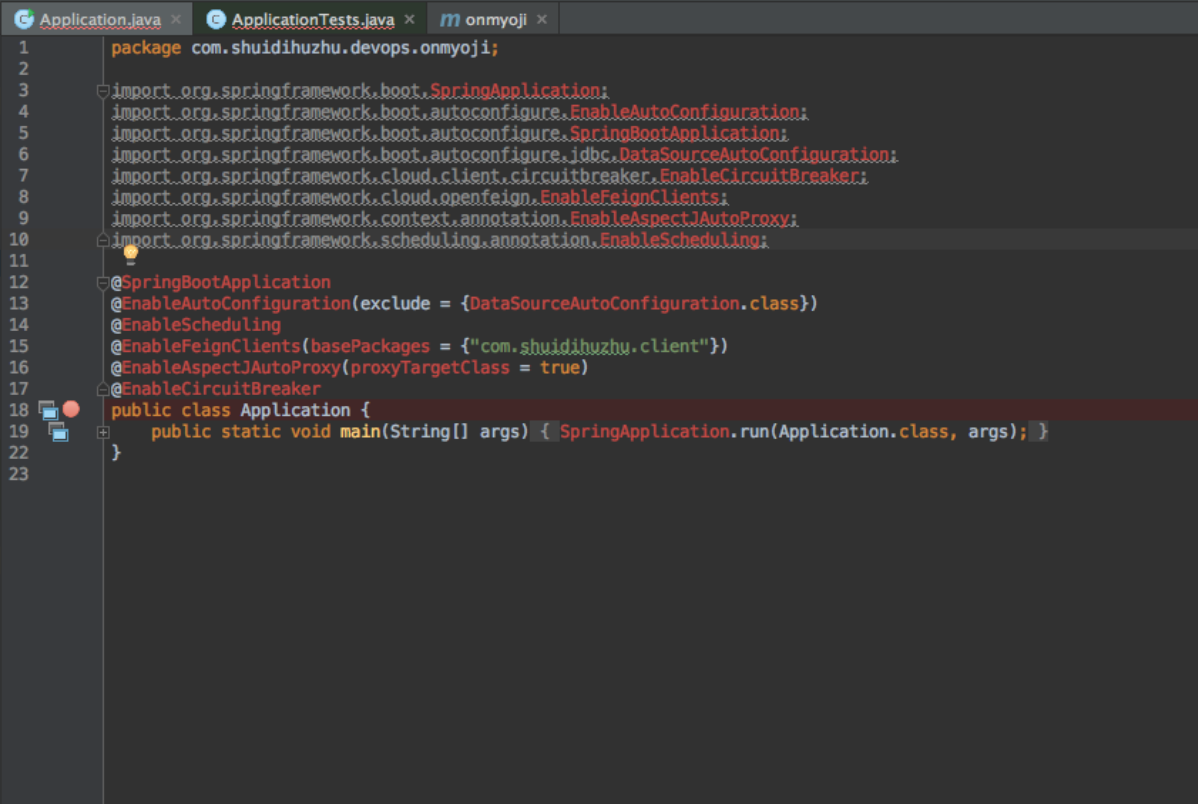 Application.java × ApplicationTests.java × m onmyoji ×
1 package com.shuidihuzhu.devops.onmyoji;
2
3 import org.springframework.boot.SpringApplication;
4 import org.springframework.boot.autoconfigure.EnableAutoConfiguration;
5 import org.springframework.boot.autoconfigure.SpringBootApplication;
6 import org.springframework.boot.autoconfigure.jdbc.DataSourceAutoConfiguration;
7 import org.springframework.cloud.client.circuitbreaker.EnableCircuitBreaker;
8 import org.springframework.cloud.openfeign.EnableFeignClients;
9 import org.springframework.context.annotation.EnableAspectJAutoProxy;
10 import org.springframework.scheduling.annotation.EnableScheduling;
11
12 @SpringBootApplication
13 @EnableAutoConfiguration(exclude = {DataSourceAutoConfiguration.class})
14 @EnableScheduling
15 @EnableFeignClients(basePackages = {"com.shuidihuzhu.client"})
16 @EnableAspectJAutoProxy(proxyTargetClass = true)
17 @EnableCircuitBreaker
18 public class Application {
19 public static void main(String[] args) { SpringApplication.run(Application.class, args); }
22 }
23